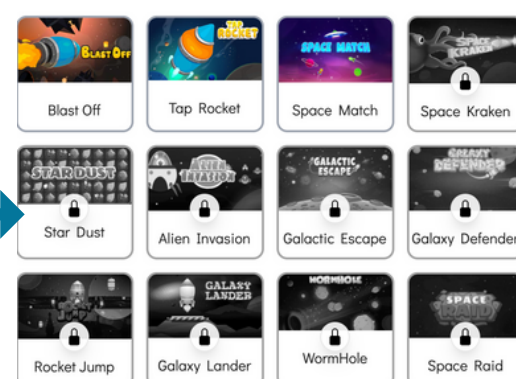 BLAST OFF
TAP
ROCKET
SPACE MATCH
SPACE
KRAKEN
Blast Off
Tap Rocket
Space Match
Space Kraken
STAR DUST
ALIEN
INVASION
GALACTIC
ESCAPE
GALAXY
DEFENDER
Star Dust
Alien Invasion
Galactic Escape
Galaxy Defender
JUMP
GALAXY
LANDER
WORMHOLE
SPACE
RAID
Rocket Jump
Galaxy Lander
WormHole
Space Raid